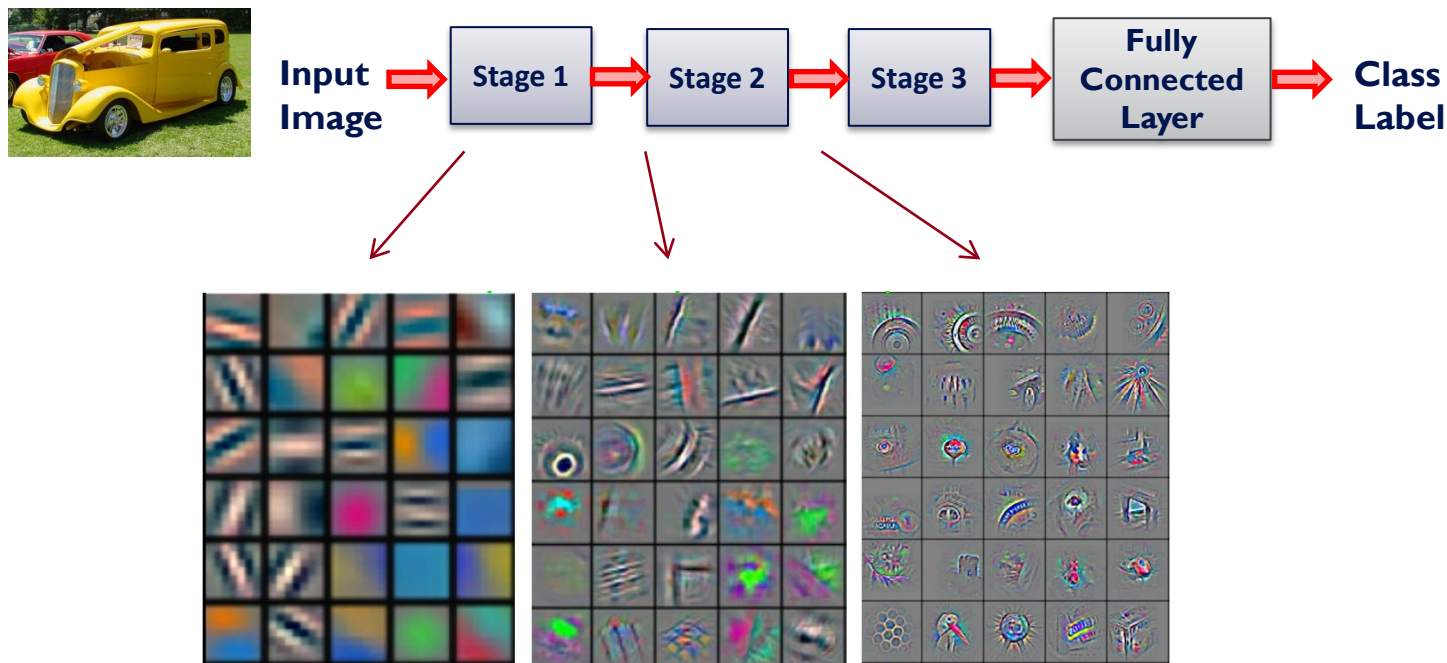 Input
Image
Stage 1
Stage 2
Stage 3
Fully
Connected
Layer
Class
Label